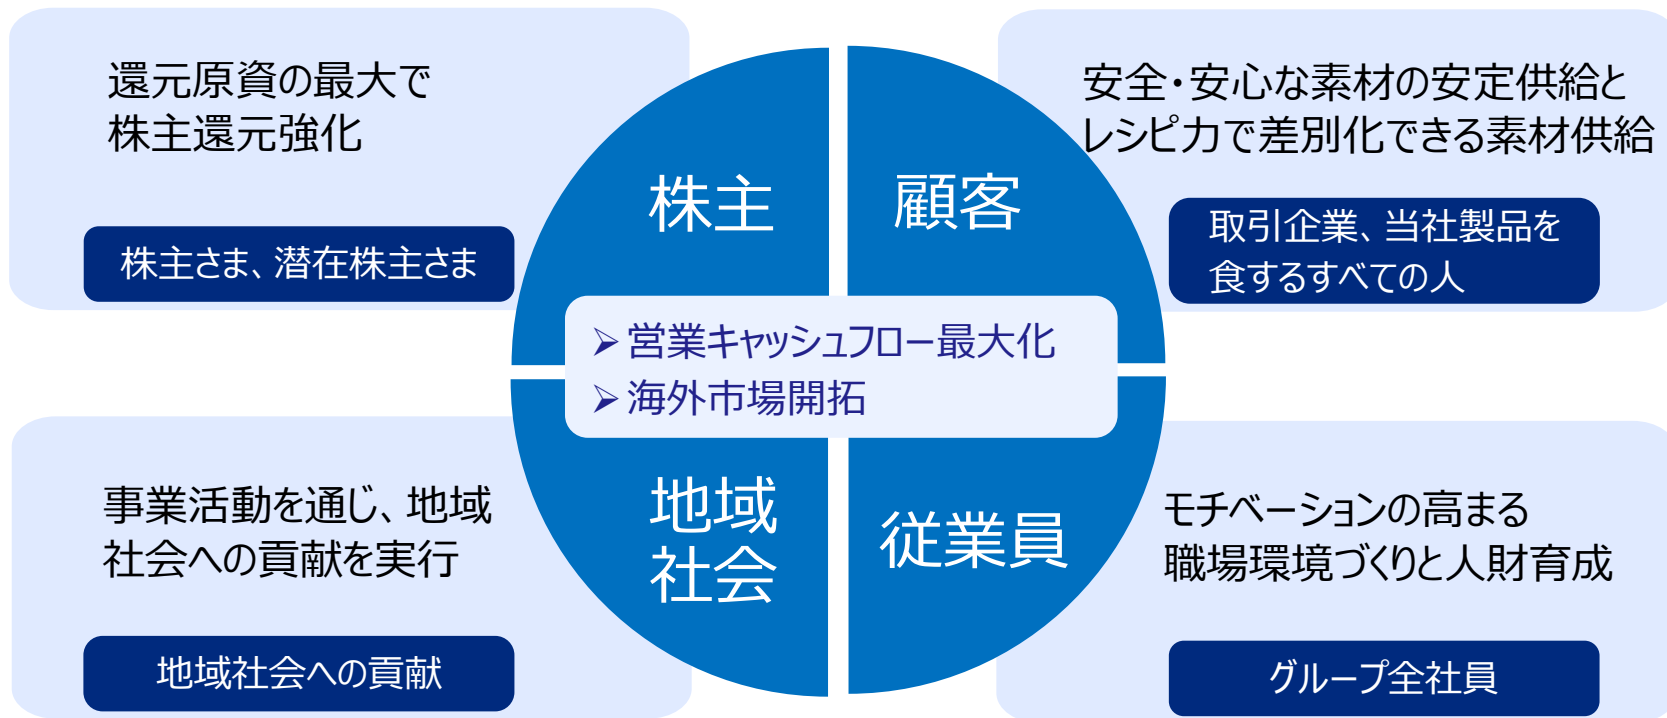 還元原資の最大で
株主還元強化
株主さま、潜在株主さま
株主
顧客
安全・安心な素材の安定供給と
レシピ力で差別化できる素材供給
取引企業、当社製品を
食するすべての人
➢営業キャッシュフロー最大化
➢海外市場開拓
事業活動を通じ、地域
社会への貢献を実行
地域社会への貢献
地域
社会
従業員
モチベーションの高まる
職場環境づくりと人財育成
グループ全社員